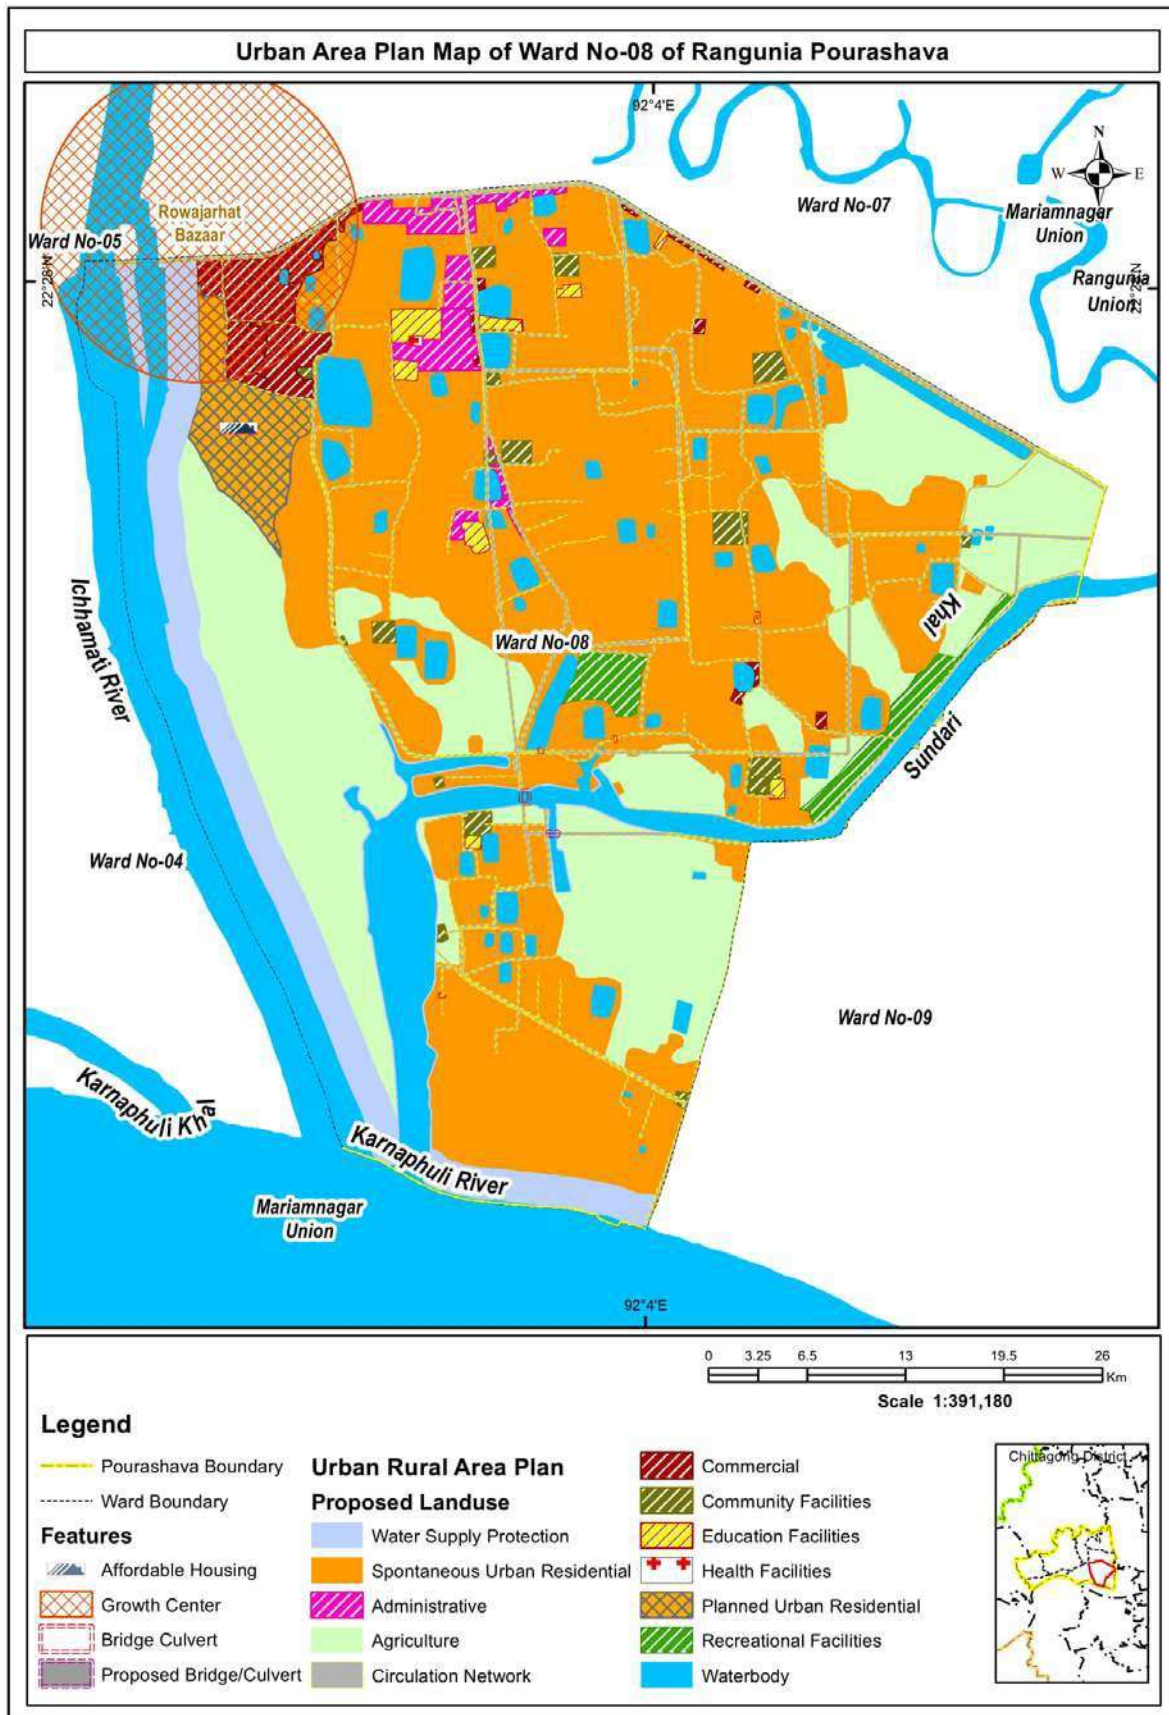 Urban Area Plan Map of Ward No-08 of Rangunia Pourashava
92°4'E
N
W
E
S
Ward No-07
Mariamnagar
Union
Rowajarhat
Bazaar
Ward No-05
22°28'N
Rangunia
Union
22°28'N
Khal
Ward No-08
Ichhamati River
Sundari
Ward No-04
Ward No-09
Karnaphuli Khal
Karnaphuli River
Mariamnagar
Union
92°4'E
0 3.25 6.5 13 19.5 26
Km
Scale 1:391,180
Legend
Pourashava Boundary
Ward Boundary
Features
Affordable Housing
Growth Center
Bridge Culvert
Proposed Bridge/Culvert
Urban Rural Area Plan
Proposed Landuse
Water Supply Protection
Spontaneous Urban Residential
Administrative
Agriculture
Circulation Network
Commercial
Community Facilities
Education Facilities
Health Facilities
Planned Urban Residential
Recreational Facilities
Waterbody
Chittagong District